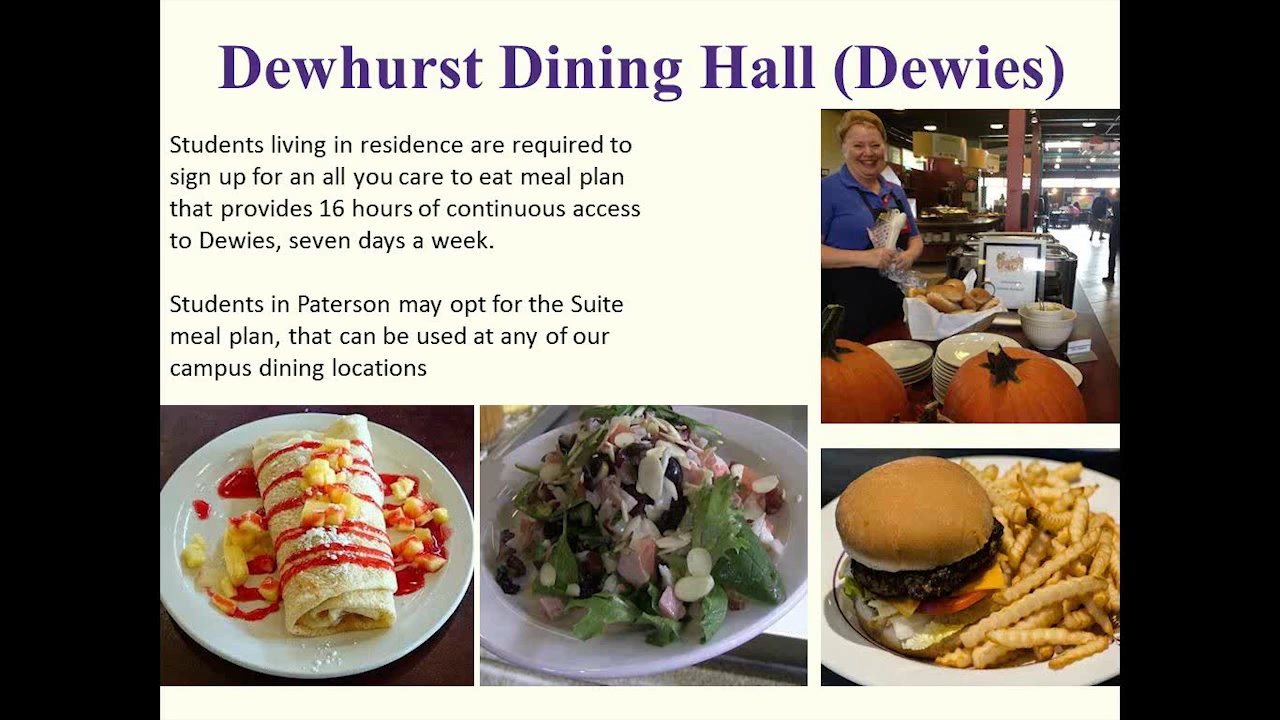 Dewhurst Dining Hall (Dewies)
Students living in residence are required to
sign up for an all you care to eat meal plan
that provides 16 hours of continuous access
to Dewies, seven days a week.
Students in Paterson may opt for the Suite
meal plan, that can be used at any of our
campus dining locations